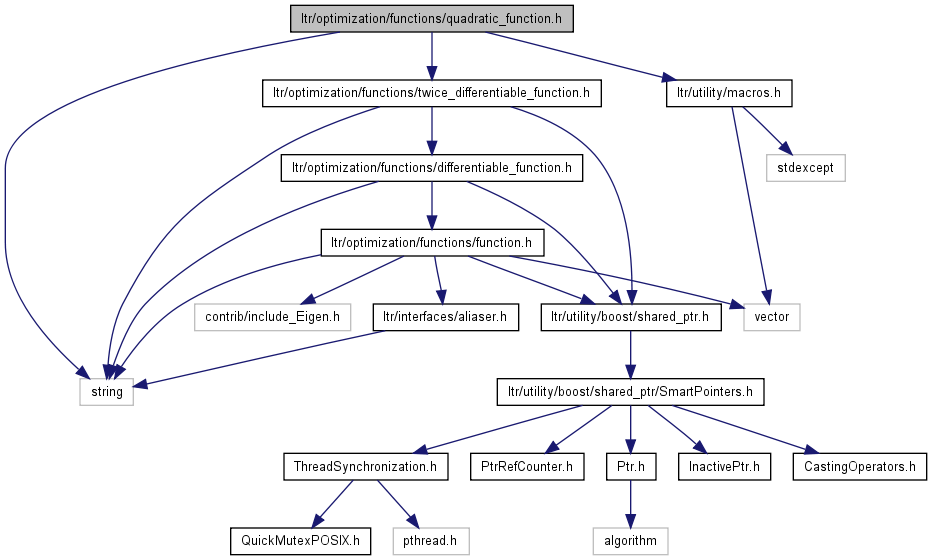 ltr/optimization/functions/quadratic_function.h
ltr/optimization/functions/twice_differentiable_function.h
ltr/utility/macros.h
ltr/optimization/functions/differentiable_function.h
stdexcept
ltr/optimization/functions/function.h
contrib/include_Eigen.h
ltr/interfaces/aliaser.h
ltr/utility/boost/shared_ptr.h
vector
string
ltr/utility/boost/shared_ptr/SmartPointers.h
ThreadSynchronization.h
PtrRefCounter.h
Ptr.h
InactivePtr.h
CastingOperators.h
QuickMutexPOSIX.h
pthread.h
algorithm